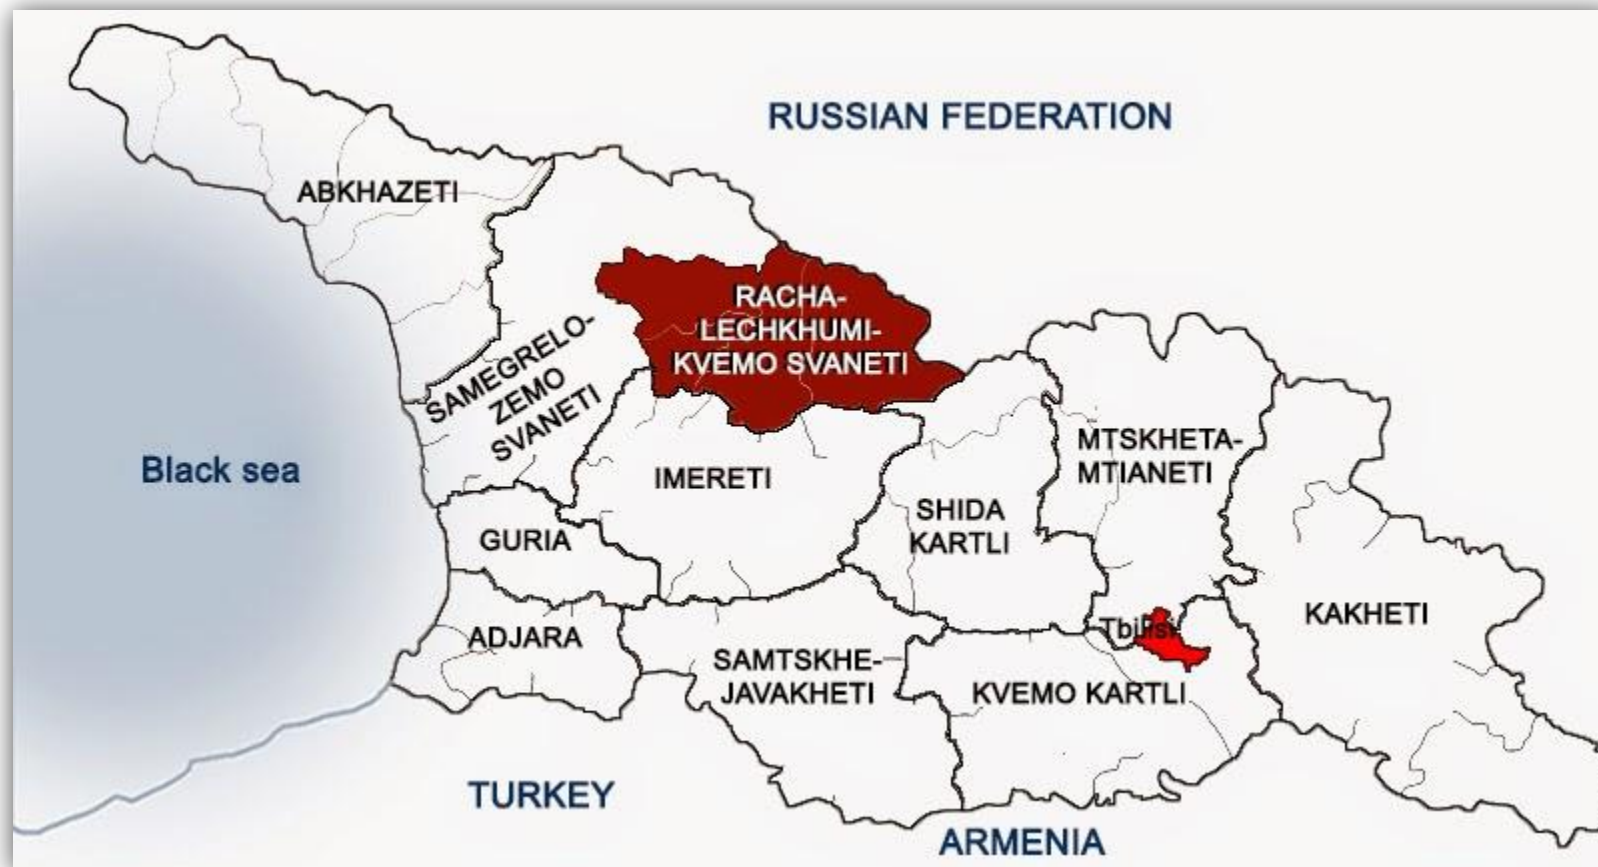 RUSSIAN FEDERATION
ABKHAZETI
RACHA-
LECHKHUMI-
KVEMO SVANETI
SAMEGRELO-
ZEMO
SVANETI
MTSKHETA-
MTIANETI
Black sea
IMERETI
SHIDA
KARTLI
GURIA
KAKHETI
Tbilisi
ADJARA
SAMTSKHE-
JAVAKHETI
KVEMO KARTLI
TURKEY
ARMENIA